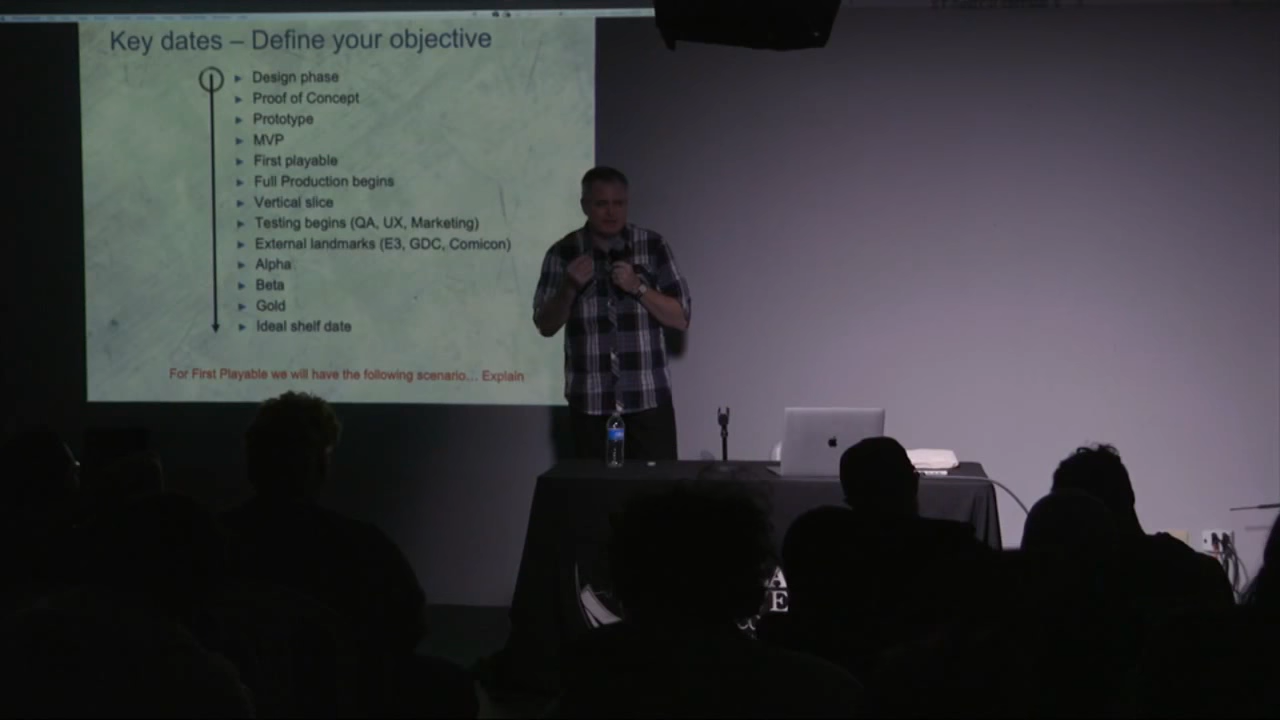 Key dates – Define your objective
Design phase
Proof of Concept
Prototype
MVP
First playable
Full Production begins
Vertical slice
Testing begins (QA, UX, Marketing)
External landmarks (E3, GDC, Comicon)
Alpha
Beta
Gold
Ideal shelf date
For First Playable we will have the following scenario... Explain
A
E